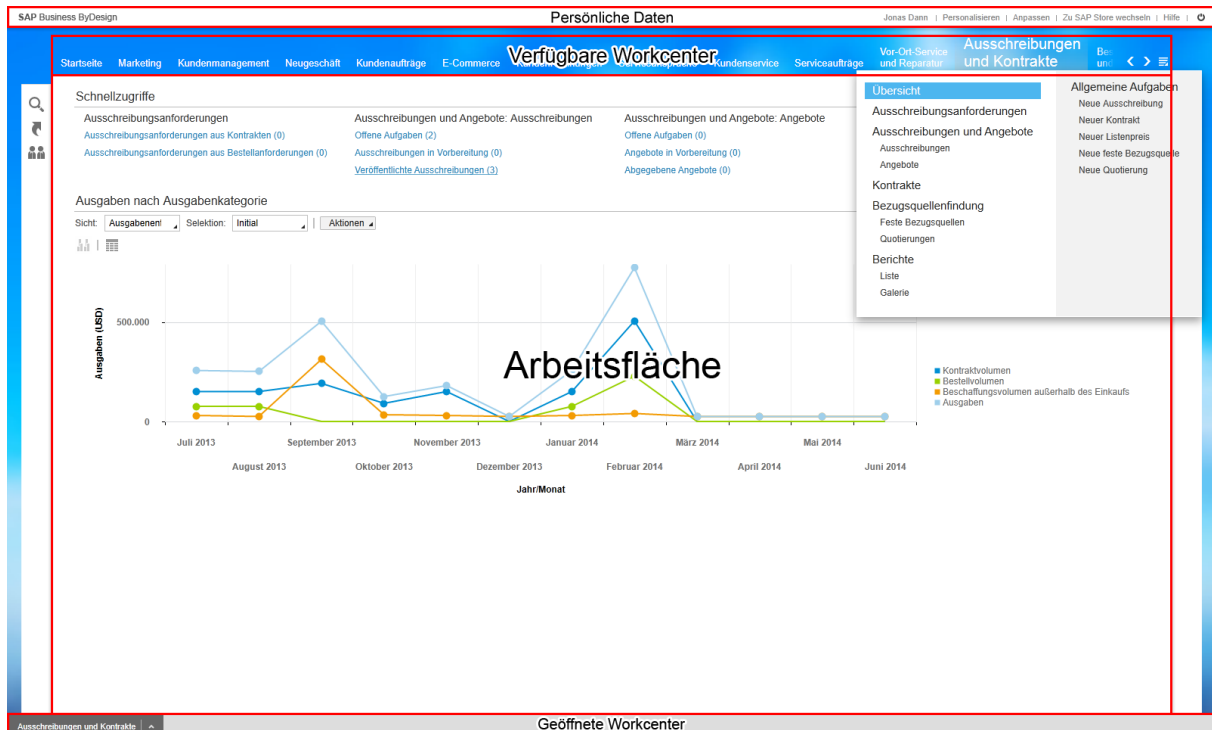 SAP Business ByDesign
Persönliche Daten
Jonas Dann | Personalisieren | Anpassen | Zu SAP Store wechseln | Hilfe |
Verfügbare Workcenter
Startseite Marketing Kundenmanagement Neugeschäft Kundenaufträge E-Commerce Kundenservice Serviceaufträge
Vor-Ort-Service
und Reparatur
Ausschreibungen
und Kontrakte
Übersicht
Ausschreibungsanforderungen
Ausschreibungen und Angebote
Ausschreibungen
Angebote
Kontrakte
Bezugsquellenfindung
Feste Bezugsquellen
Quotierungen
Berichte
Liste
Galerie
Allgemeine Aufgaben
Neue Ausschreibung
Neuer Kontrakt
Neuer Listenpreis
Neue feste Bezugsquelle
Neue Quotierung
Schnellzugriffe
Ausschreibungsanforderungen
Ausschreibungsanforderungen aus Kontrakten (0)
Ausschreibungsanforderungen aus Bestellanforderungen (0)
Ausschreibungen und Angebote: Ausschreibungen
Offene Aufgaben (2)
Ausschreibungen in Vorbereitung (0)
Veröffentlichte Ausschreibungen (3)
Ausschreibungen und Angebote: Angebote
Offene Aufgaben (0)
Angebote in Vorbereitung (0)
Abgegebene Angebote (0)
Ausgaben nach Ausgabenkategorie
Sicht: Ausgabenent Selektion: Initial | Aktionen
Arbeitsfläche
Ausgaben (USD)
500.000
0
Juli 2013 September 2013 November 2013 Januar 2014 März 2014 Mai 2014
August 2013 Oktober 2013 Dezember 2013 Februar 2014 April 2014 Juni 2014
Jahr/Monat
Kontraktvolumen
Bestellvolumen
Beschaffungsvolumen außerhalb des Einkaufs
Ausgaben
Ausschreibungen und Kontrakte
Geöffnete Workcenter